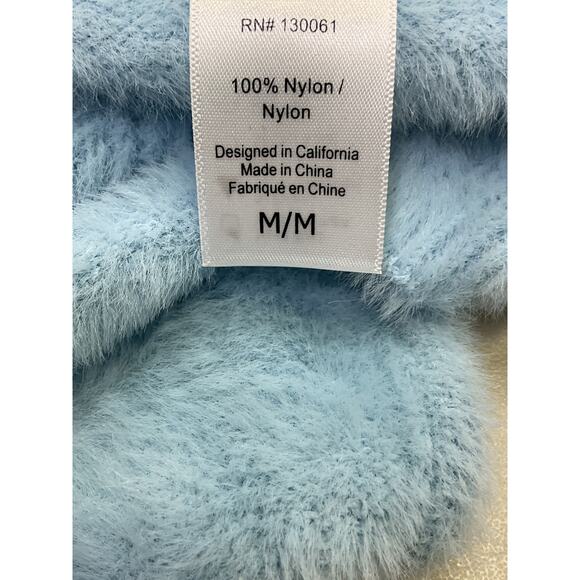 RN# 130061
100% Nylon /
Nylon
Designed in California
Made in China
Fabriqué en Chine
M/M